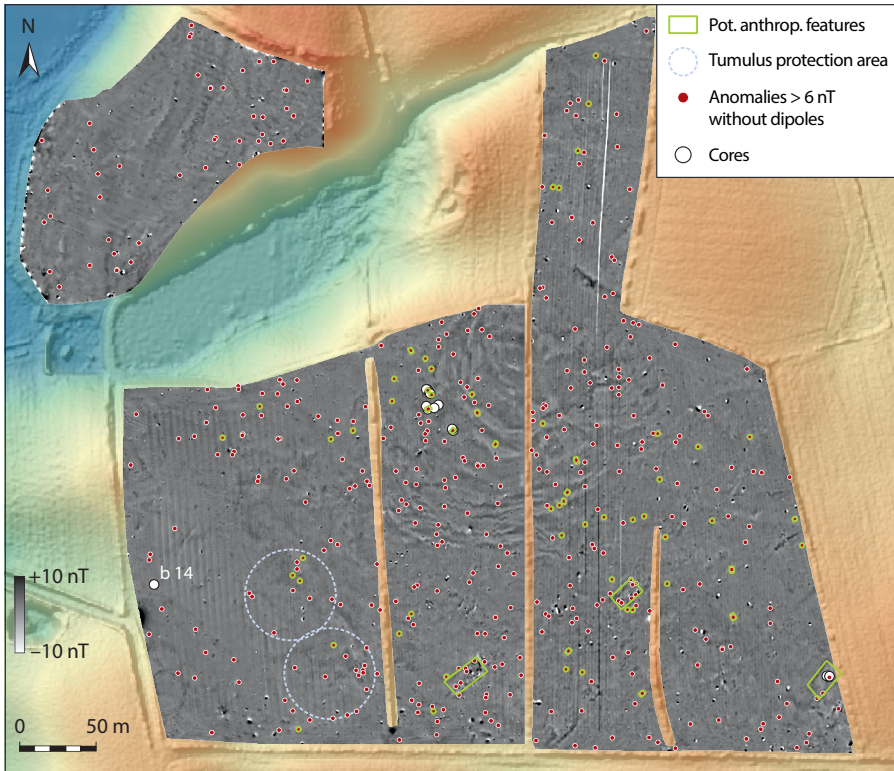 N
Pot. anthrop. features
Tumulus protection area
Anomalies > 6 nT
without dipoles
Cores
b 14
+10 nT
−10 nT
0 50 m